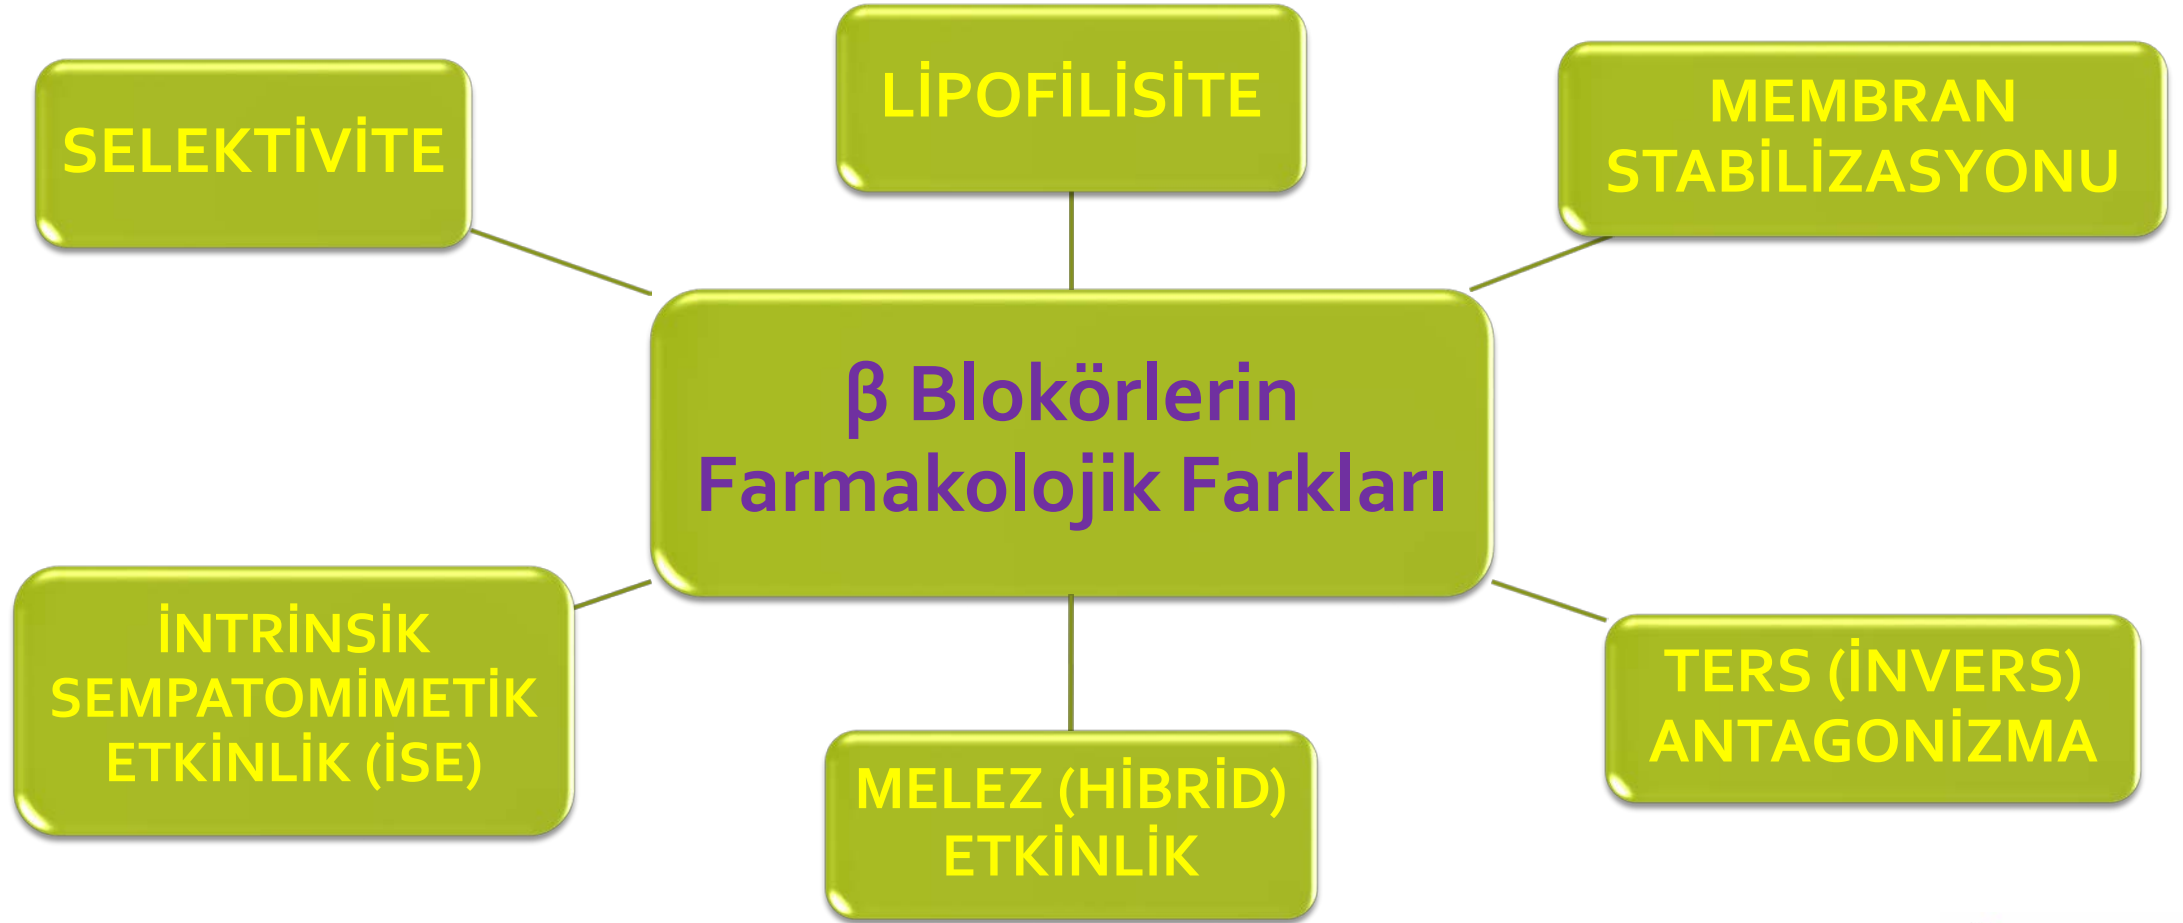 SELEKTİVİTE
LİPOFİLİSİTE
MEMBRAN
STABİLİZASYONU
β Blokörlerin
Farmakolojik Farkları
İNTRİNSİK
SEMPATOMİMETİK
ETKİNLİK (İSE)
MELEZ (HİBRİD)
ETKİNLİK
TERS (İNVERS)
ANTAGONİZMA